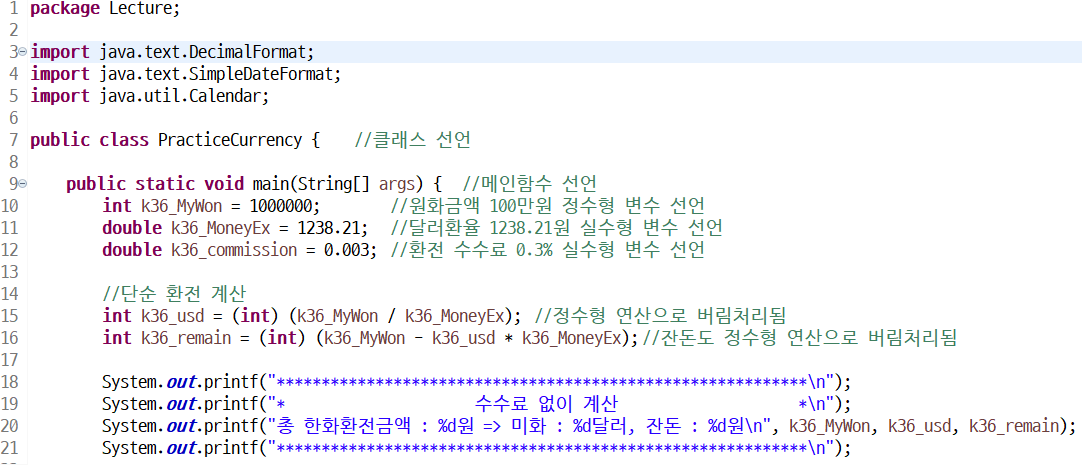 1 package Lecture;
2
3 import java.text.DecimalFormat;
4 import java.text.SimpleDateFormat;
5 import java.util.Calendar;
6
7 public class PracticeCurrency {    //클래스 선언
8
9     public static void main(String[] args) {  //메인함수 선언
10         int k36_MyWon = 1000000;        //원화금액 100만원 정수형 변수 선언
11         double k36_MoneyEx = 1238.21;  //달러환율 1238.21원 실수형 변수 선언
12         double k36_commission = 0.003; //환전 수수료 0.3% 실수형 변수 선언
13
14         //단순 환전 계산
15         int k36_usd = (int) (k36_MyWon / k36_MoneyEx); //정수형 연산으로 버림처리됨
16         int k36_remain = (int) (k36_MyWon - k36_usd * k36_MoneyEx);//잔돈도 정수형 연산으로 버림처리됨
17
18         System.out.printf("***********************************************************\n");
19         System.out.printf("*                     수수료 없이 계산                    *\n");
20         System.out.printf("총 한화환전금액 : %d원 => 미화 : %d달러, 잔돈 : %d원\n", k36_MyWon, k36_usd, k36_remain);
21         System.out.printf("***********************************************************\n");